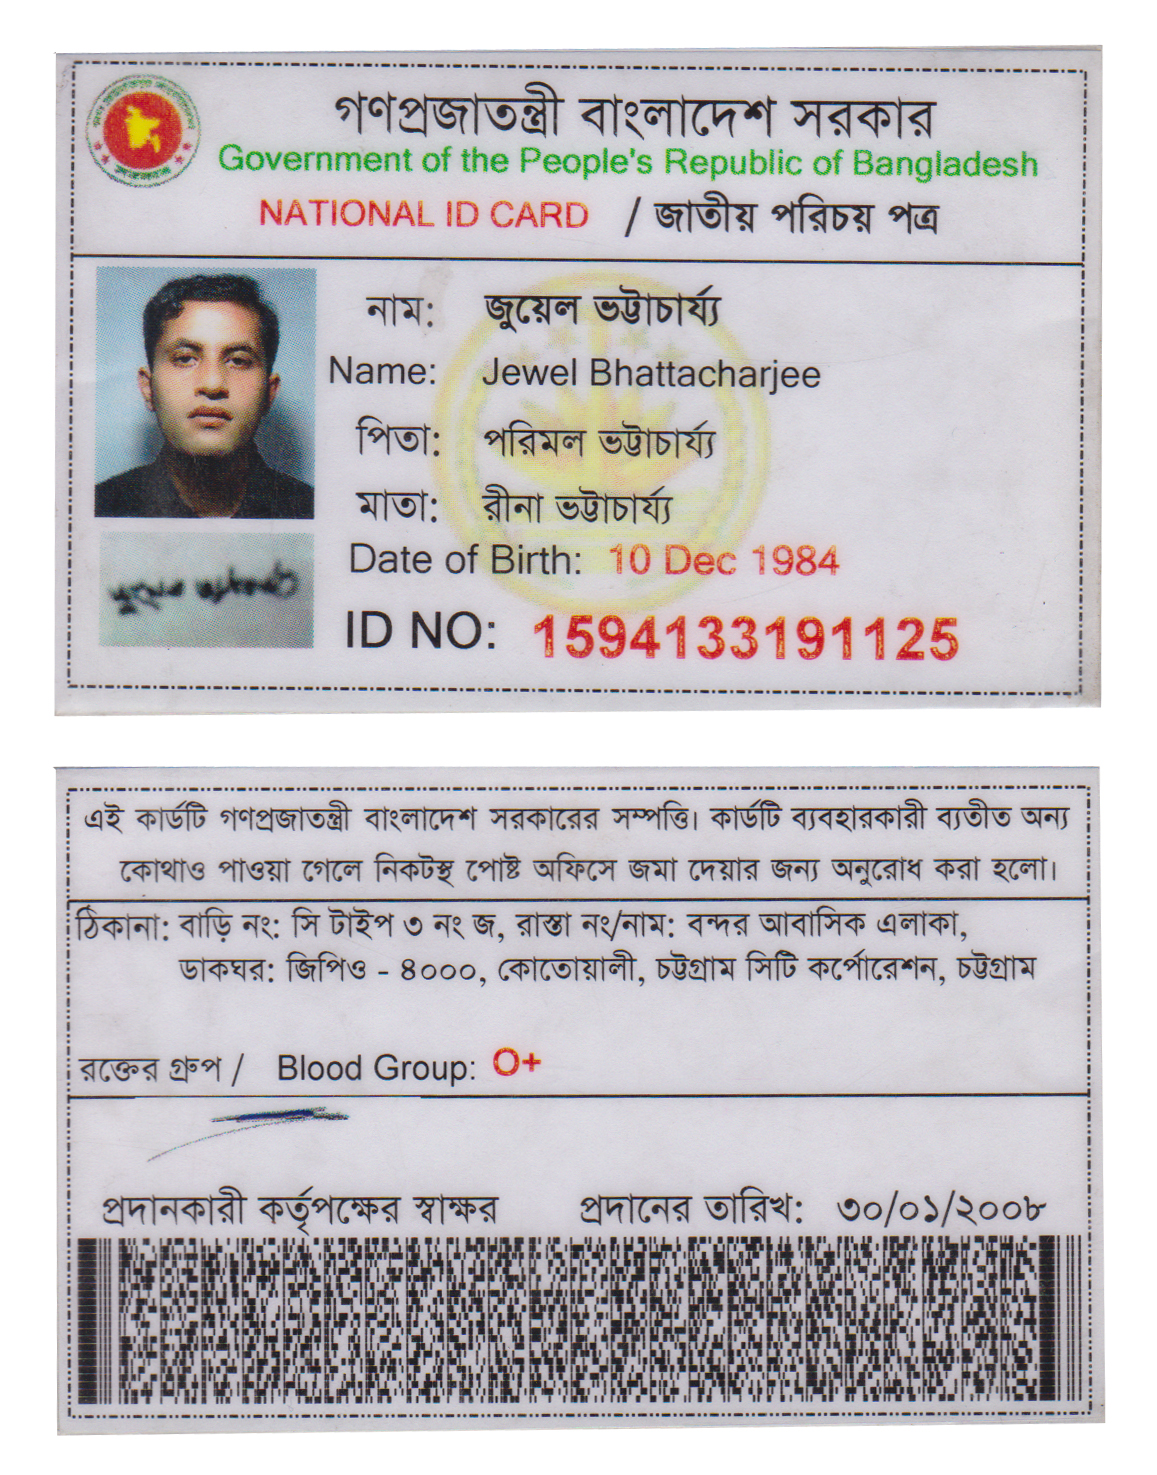 গণপ্রজাতন্ত্রী বাংলাদেশ সরকার
Government of the People's Republic of Bangladesh
NATIONAL ID CARD / জাতীয় পরিচয় পত্র
নাম: জুয়েল ভট্টাচার্য্য
Name: Jewel Bhattacharjee
পিতা: পরিমল ভট্টাচার্য্য
মাতা: রীনা ভট্টাচার্য্য
Date of Birth: 10 Dec 1984
ID NO: 1594133191125
এই কার্ডটি গণপ্রজাতন্ত্রী বাংলাদেশ সরকারের সম্পত্তি। কার্ডটি ব্যবহারকারী ব্যতীত অন্য
কোথাও পাওয়া গেলে নিকটস্থ পোষ্ট অফিসে জমা দেয়ার জন্য অনুরোধ করা হলো।
ঠিকানা: বাড়ি নং: সি টাইপ ৩ নং জ, রাস্তা নং/নাম: বন্দর আবাসিক এলাকা,
ডাকঘর: জিপিও - ৪০০০, কোতোয়ালী, চট্টগ্রাম সিটি কর্পোরেশন, চট্টগ্রাম
রক্তের গ্রুপ / Blood Group: O+
প্রদানকারী কর্তৃপক্ষের স্বাক্ষর প্রদানের তারিখ: ৩০/০১/২০০৮